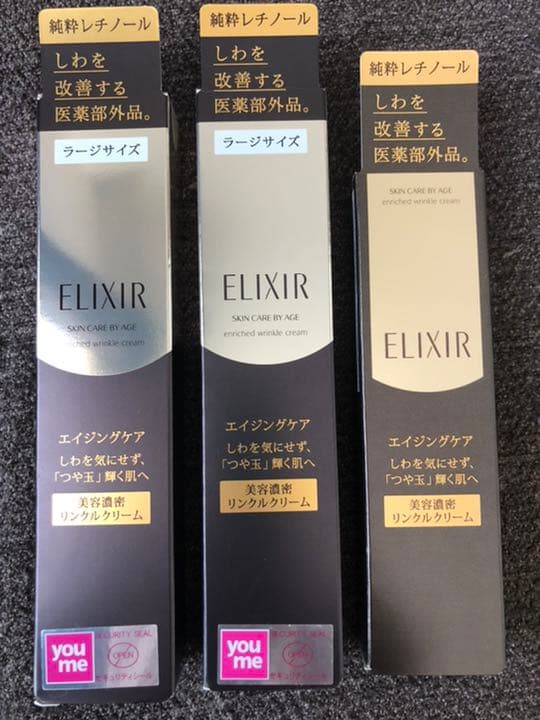 純粋レチノール
しわを
改善する
医薬部外品。
ラージサイズ
ELIXIR
SKIN CARE BY AGE
enriched wrinkle cream
エイジングケア
しわを気にせず、
「つや玉」輝く肌へ
美容濃密
リンクルクリーム
you
me
SECURITY SEAL
OPEN
セキュリティシール
純粋レチノール
しわを
改善する
医薬部外品。
ラージサイズ
ELIXIR
SKIN CARE BY AGE
enriched wrinkle cream
エイジングケア
しわを気にせず、
「つや玉」輝く肌へ
美容濃密
リンクルクリーム
you
me
SECURITY SEAL
OPEN
セキュリティシール
純粋レチノール
しわを
改善する
医薬部外品。
SKIN CARE BY AGE
enriched wrinkle cream
ELIXIR
エイジングケア
しわを気にせず、
「つや玉」輝く肌へ
美容濃密
リンクルクリーム